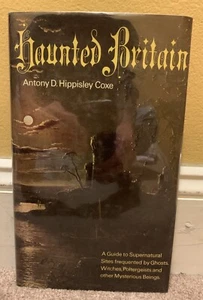 Haunted Britain
Antony D. Hippisley Coxe
A Guide to Supernatural
Sites frequented by Ghosts,
Witches, Poltergeists and
other Mysterious Beings.